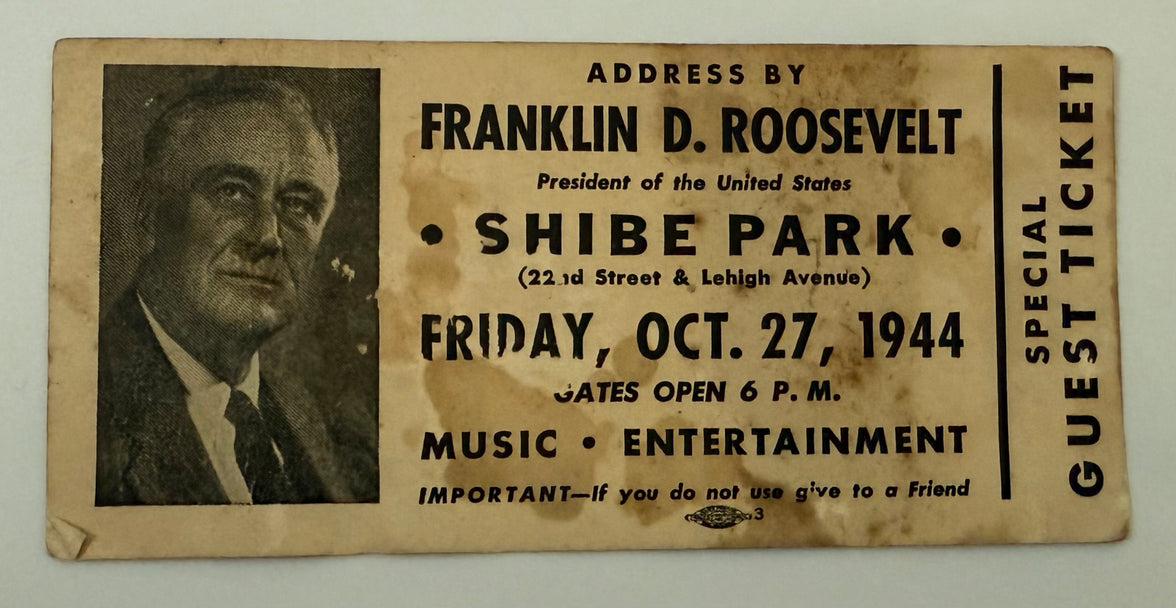 ADDRESS BY
FRANKLIN D. ROOSEVELT
President of the United States
• SHIBE PARK •
(22nd Street & Lehigh Avenue)
FRIDAY, OCT. 27, 1944
GATES OPEN 6 P. M.
MUSIC • ENTERTAINMENT
IMPORTANT—If you do not use give to a Friend
3
SPECIAL
GUEST TICKET